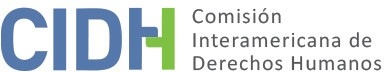 CIDH
Comisión
Interamericana de
Derechos Humanos